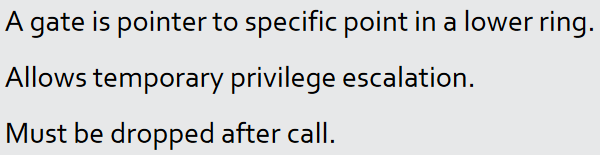 A gate is pointer to specific point in a lower ring.
Allows temporary privilege escalation.
Must be dropped after call.